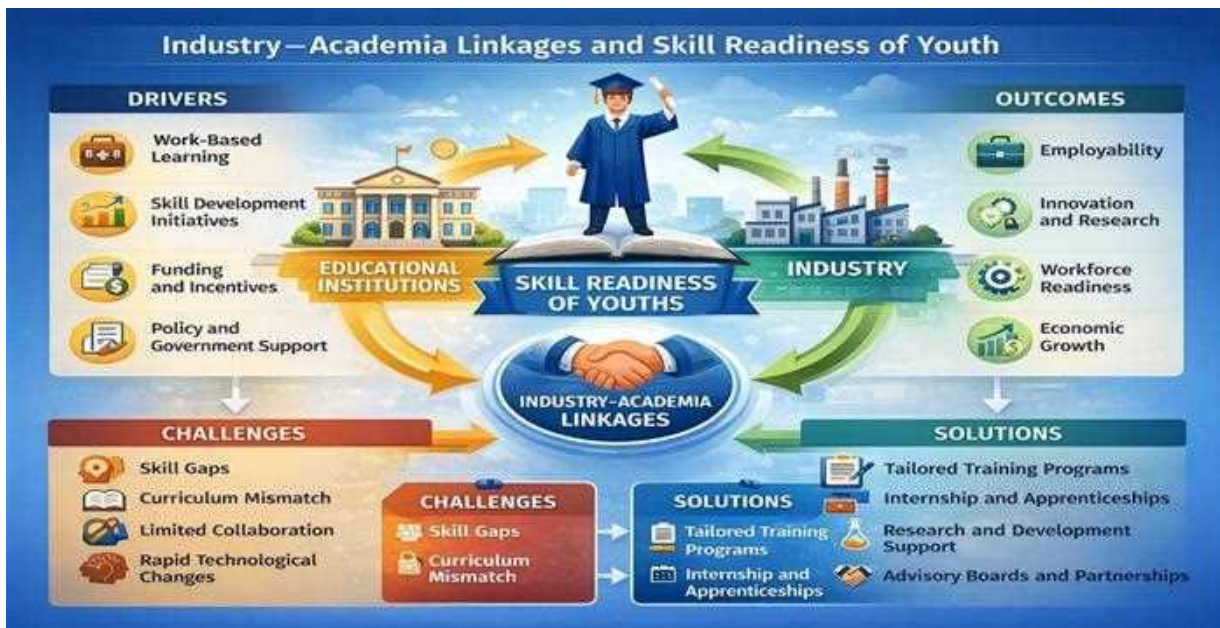 Industry—Academia Linkages and Skill Readiness of Youth
DRIVERS
Work-Based
Learning
Skill Development
Initiatives
Funding
and Incentives
Policy and
Government Support
EDUCATIONAL
INSTITUTIONS
SKILL READINESS
OF YOUTHS
INDUSTRY
INDUSTRY-ACADEMIA
LINKAGES
OUTCOMES
Employability
Innovation
and Research
Workforce
Readiness
Economic
Growth
CHALLENGES
Skill Gaps
Curriculum Mismatch
Limited Collaboration
Rapid Technological
Changes
CHALLENGES
Skill Gaps
Curriculum
Mismatch
SOLUTIONS
Tailored Training
Programs
Internship and
Apprenticeships
SOLUTIONS
Tailored Training Programs
Internship and Apprenticeships
Research and Development
Support
Advisory Boards and Partnerships